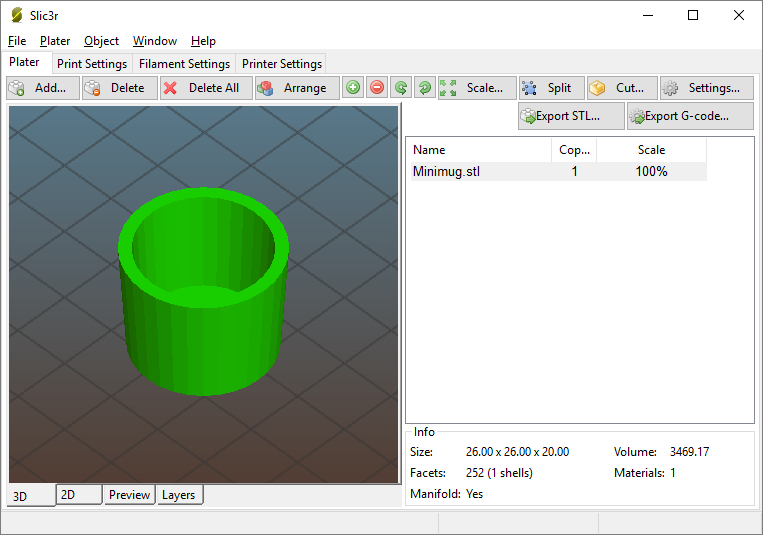 Slic3r
File Plater Object Window Help
Plater Print Settings Filament Settings Printer Settings
Add... Delete Delete All Arrange Scale... Split Cut... Settings...
Export STL... Export G-code...
Name Cop... Scale
Minimug.stl 1 100%
Info
Size: 26.00 x 26.00 x 20.00 Volume: 3469.17
Facets: 252 (1 shells) Materials: 1
Manifold: Yes
3D 2D Preview Layers